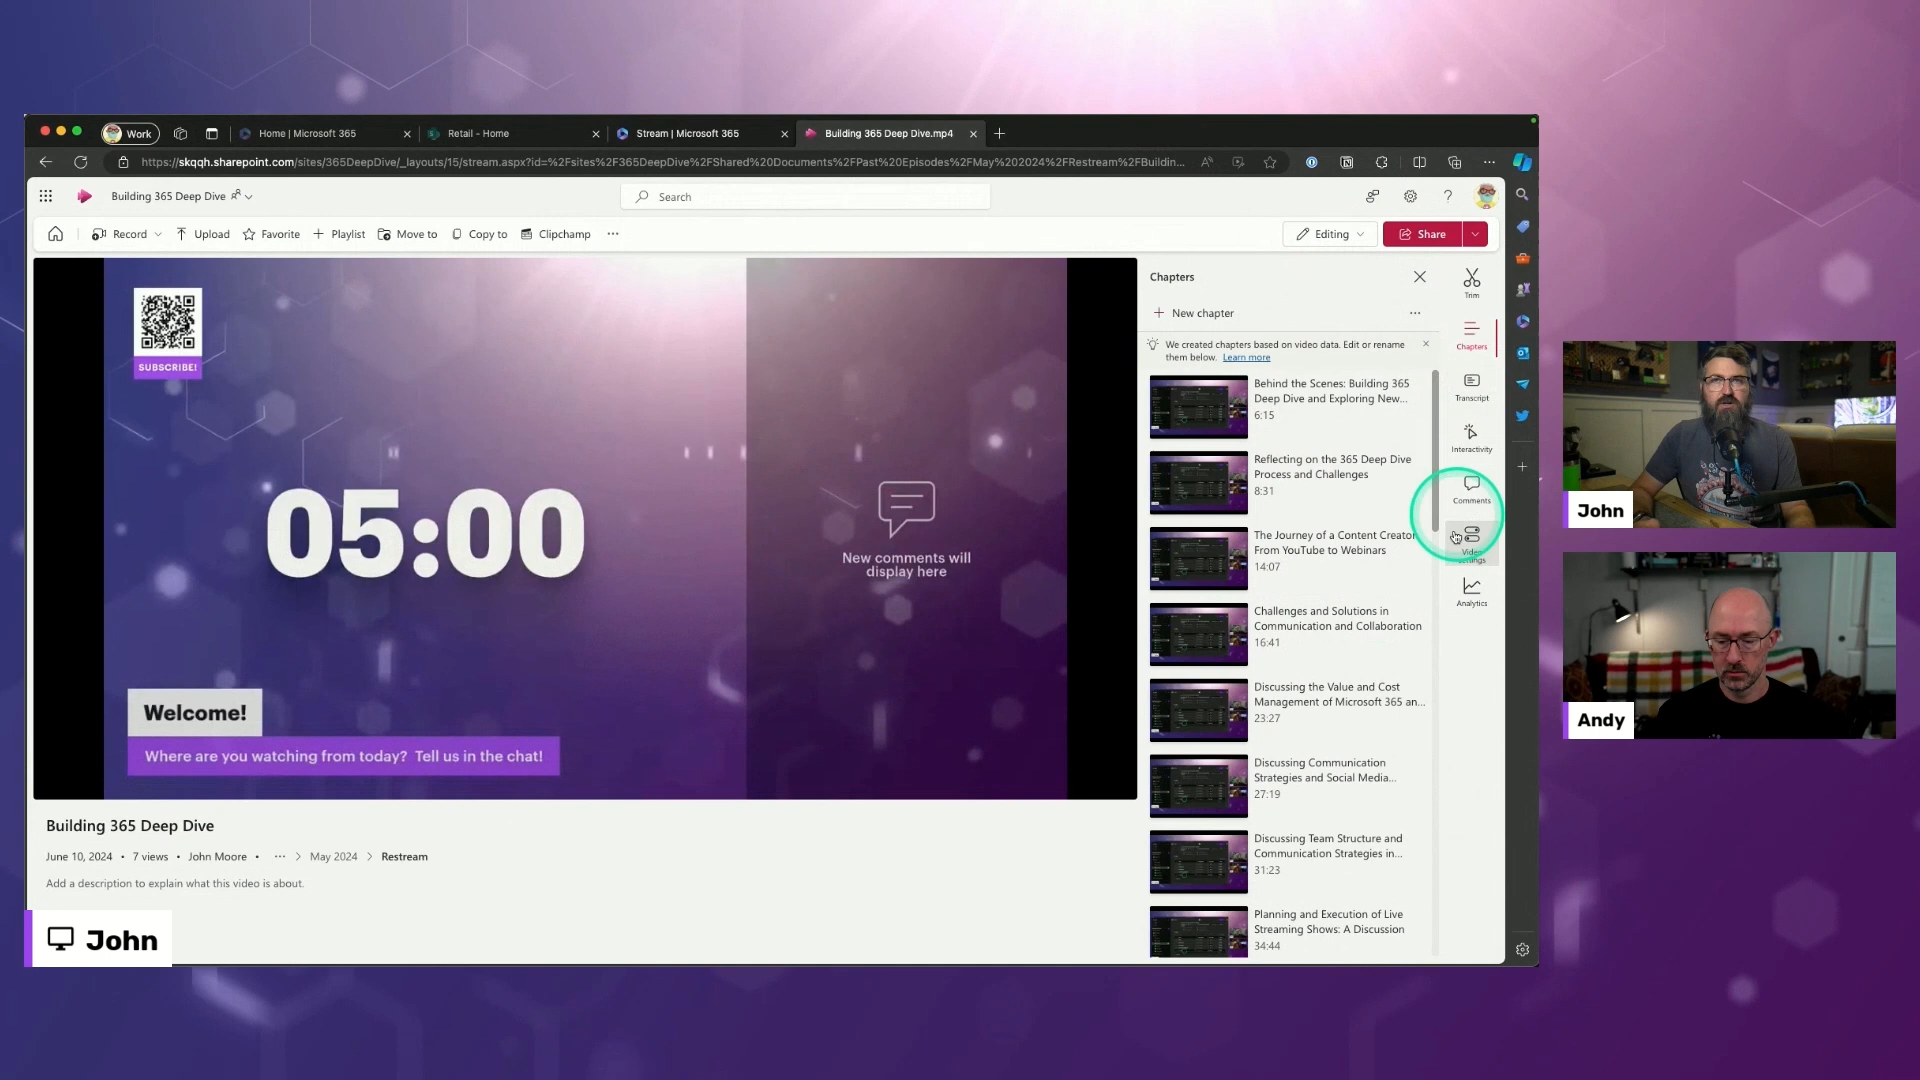 Work
Home | Microsoft 365
Retail - Home
Stream | Microsoft 365
Building 365 Deep Dive.mp4
https://skqqh.sharepoint.com/sites/365DeepDive/_layouts/15/stream.aspx?id=%2Fsites%2F365DeepDive%2FShared%20Documents%2FPast%20Episodes%2FMay%202024%2FRestream%2FBuildin...
Building 365 Deep Dive
Search
Record
Upload
Favorite
Playlist
Move to
Copy to
Clipchamp
Editing
Share
SUBSCRIBE!
05:00
New comments will
display here
Welcome!
Where are you watching from today? Tell us in the chat!
Building 365 Deep Dive
June 10, 2024 • 7 views • John Moore • ... > May 2024 > Restream
Add a description to explain what this video is about.
Chapters
New chapter
We created chapters based on video data. Edit or rename
them below. Learn more
Behind the Scenes: Building 365
Deep Dive and Exploring New...
6:15
Reflecting on the 365 Deep Dive
Process and Challenges
8:31
The Journey of a Content Creator
From YouTube to Webinars
14:07
Challenges and Solutions in
Communication and Collaboration
16:41
Discussing the Value and Cost
Management of Microsoft 365 an...
23:27
Discussing Communication
Strategies and Social Media...
27:19
Discussing Team Structure and
Communication Strategies in...
31:23
Planning and Execution of Live
Streaming Shows: A Discussion
34:44
Trim
Chapters
Transcript
Interactivity
Comments
Video
settings
Analytics
John
Andy
John